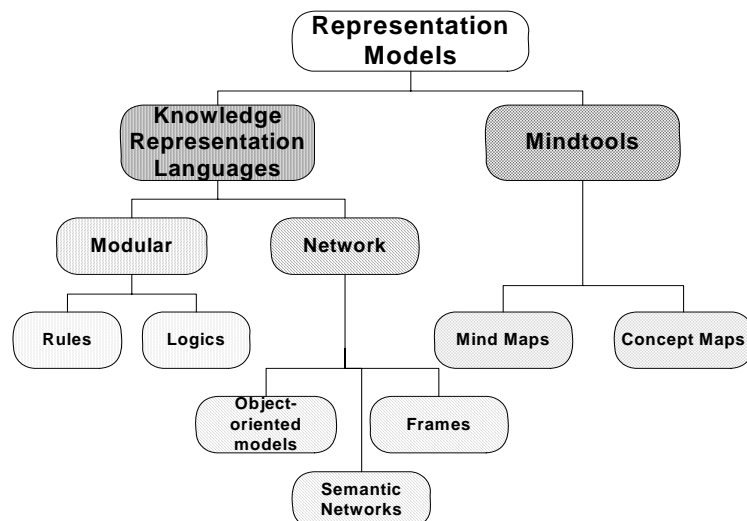 Representation
Models
Knowledge
Representation
Languages
Mindtools
Modular
Network
Rules
Logics
Mind Maps
Concept Maps
Object-
oriented
models
Frames
Semantic
Networks